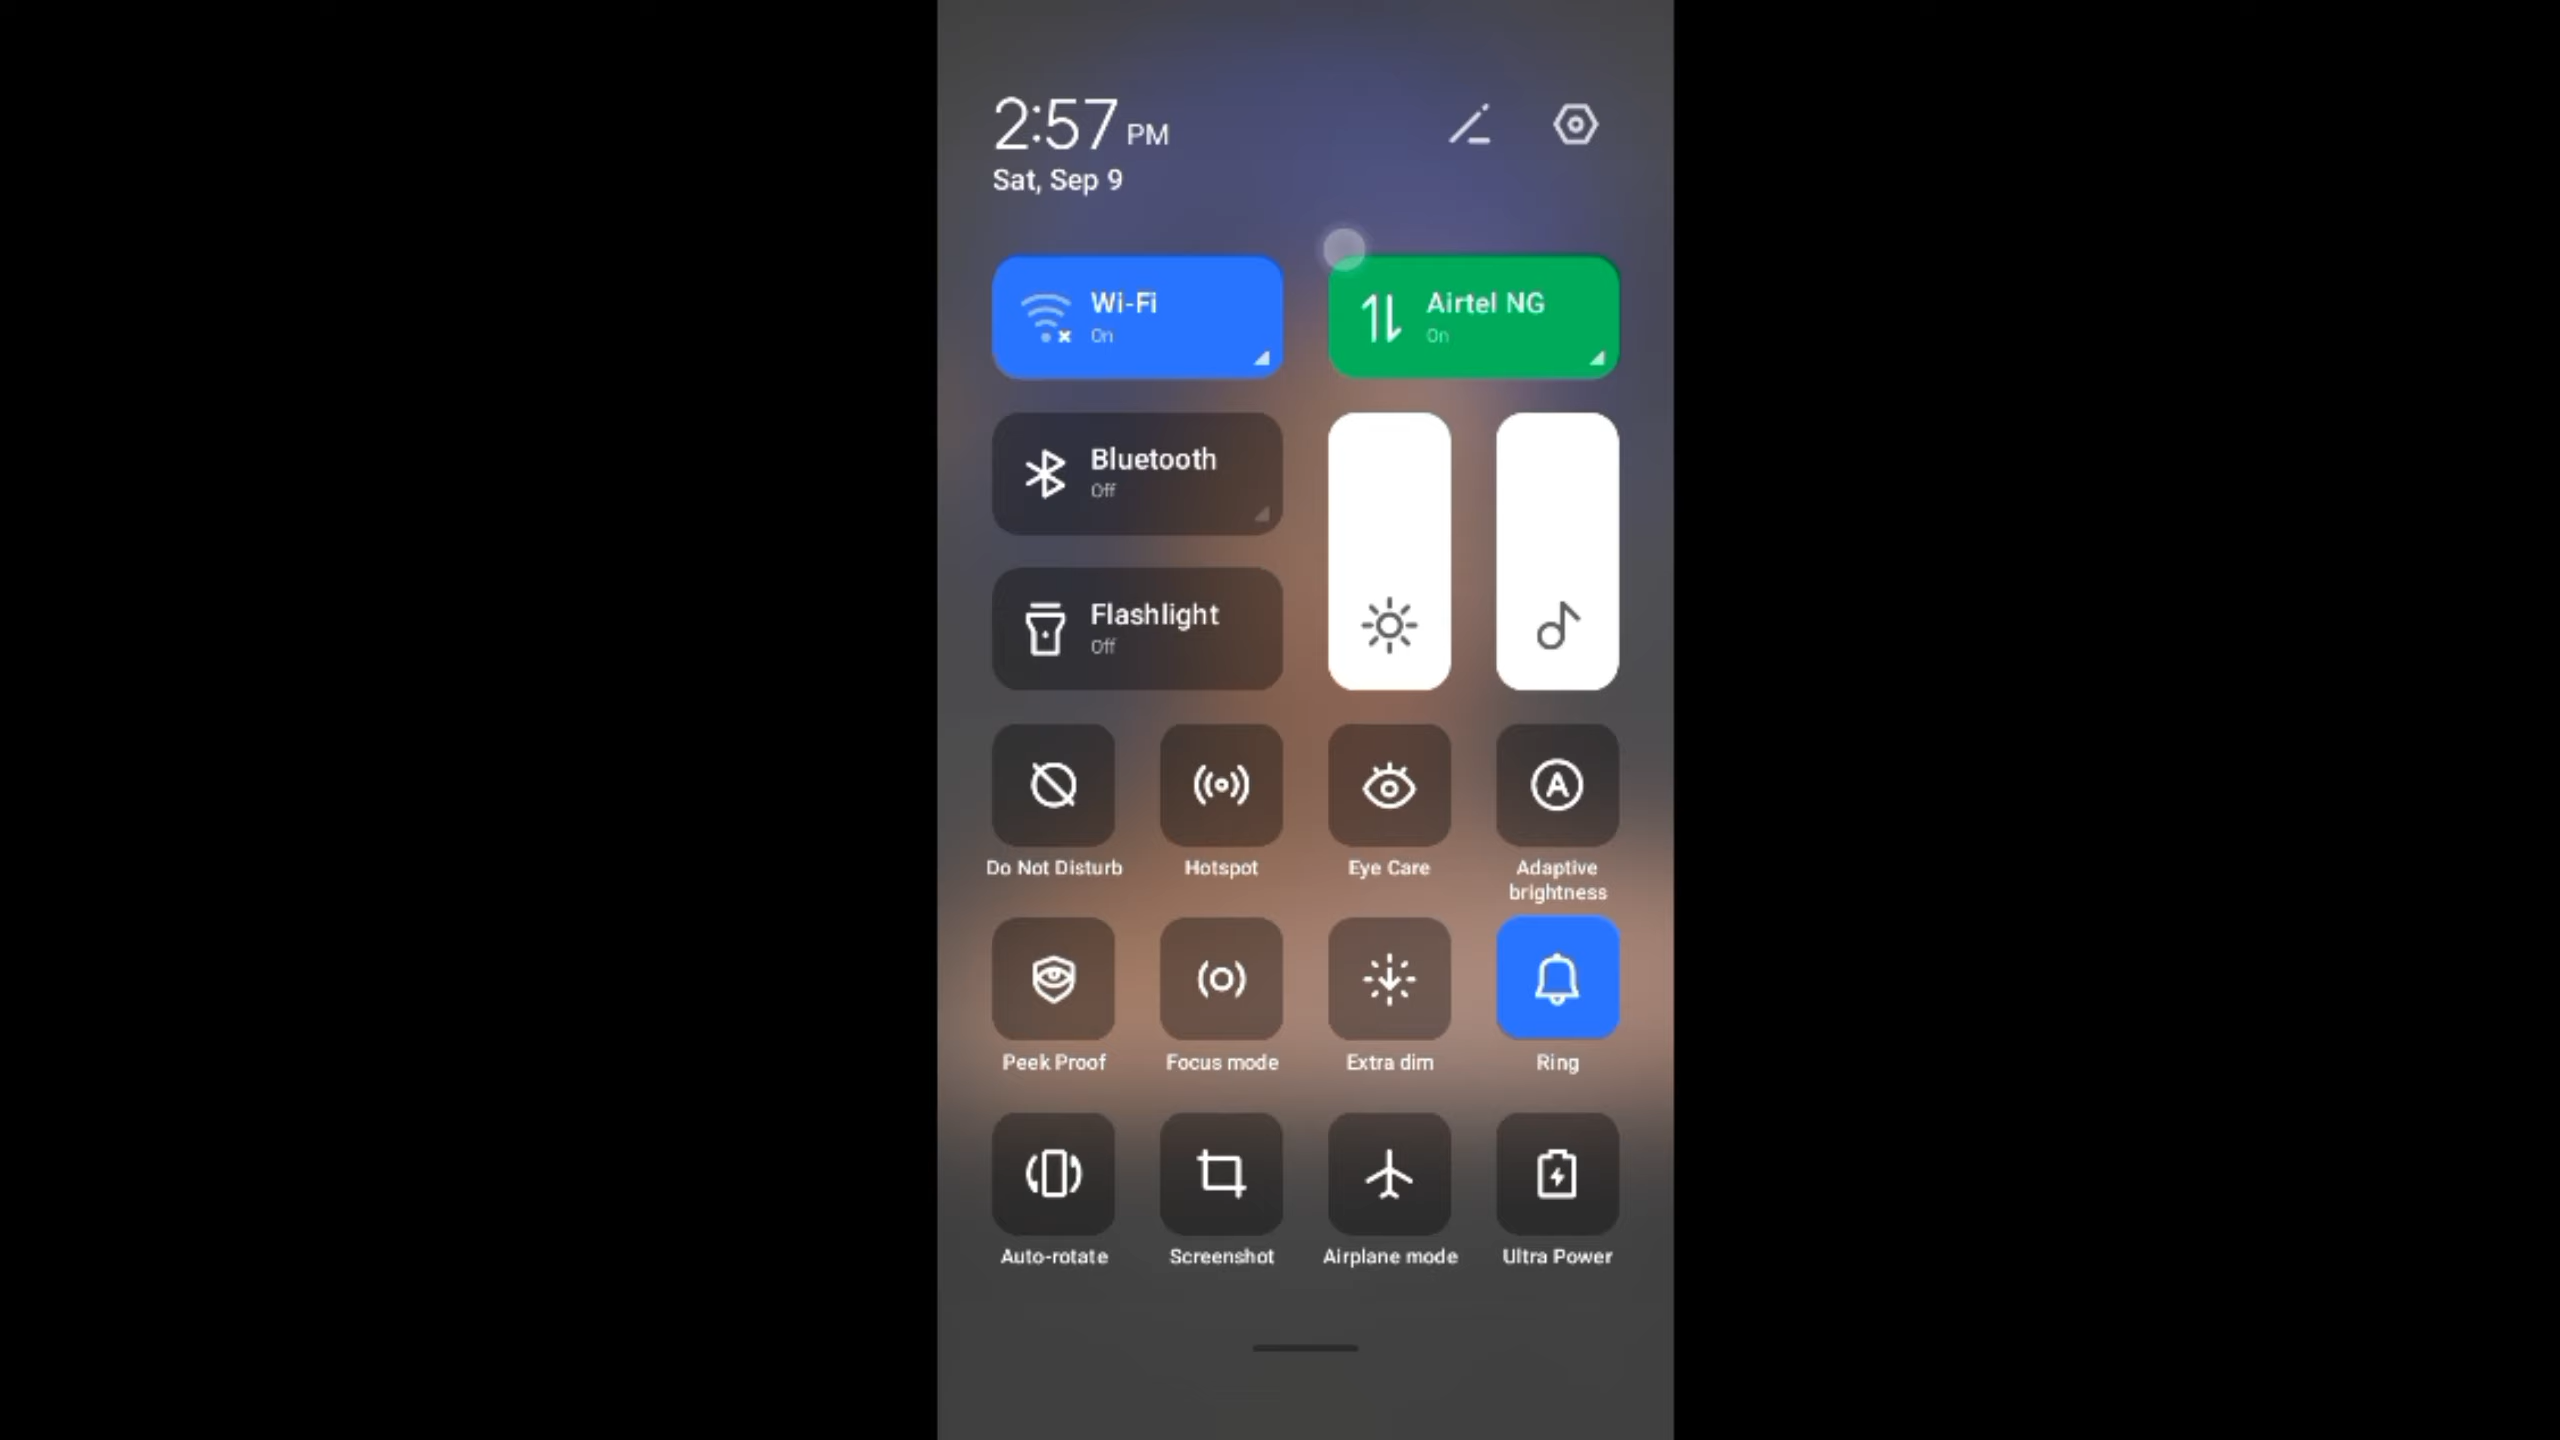 2:57 PM
Sat, Sep 9
Wi-Fi
On
Airtel NG
On
Bluetooth
Off
Flashlight
Off
Do Not Disturb
Hotspot
Eye Care
Adaptive
brightness
Peek Proof
Focus mode
Extra dim
Ring
Auto-rotate
Screenshot
Airplane mode
Ultra Power